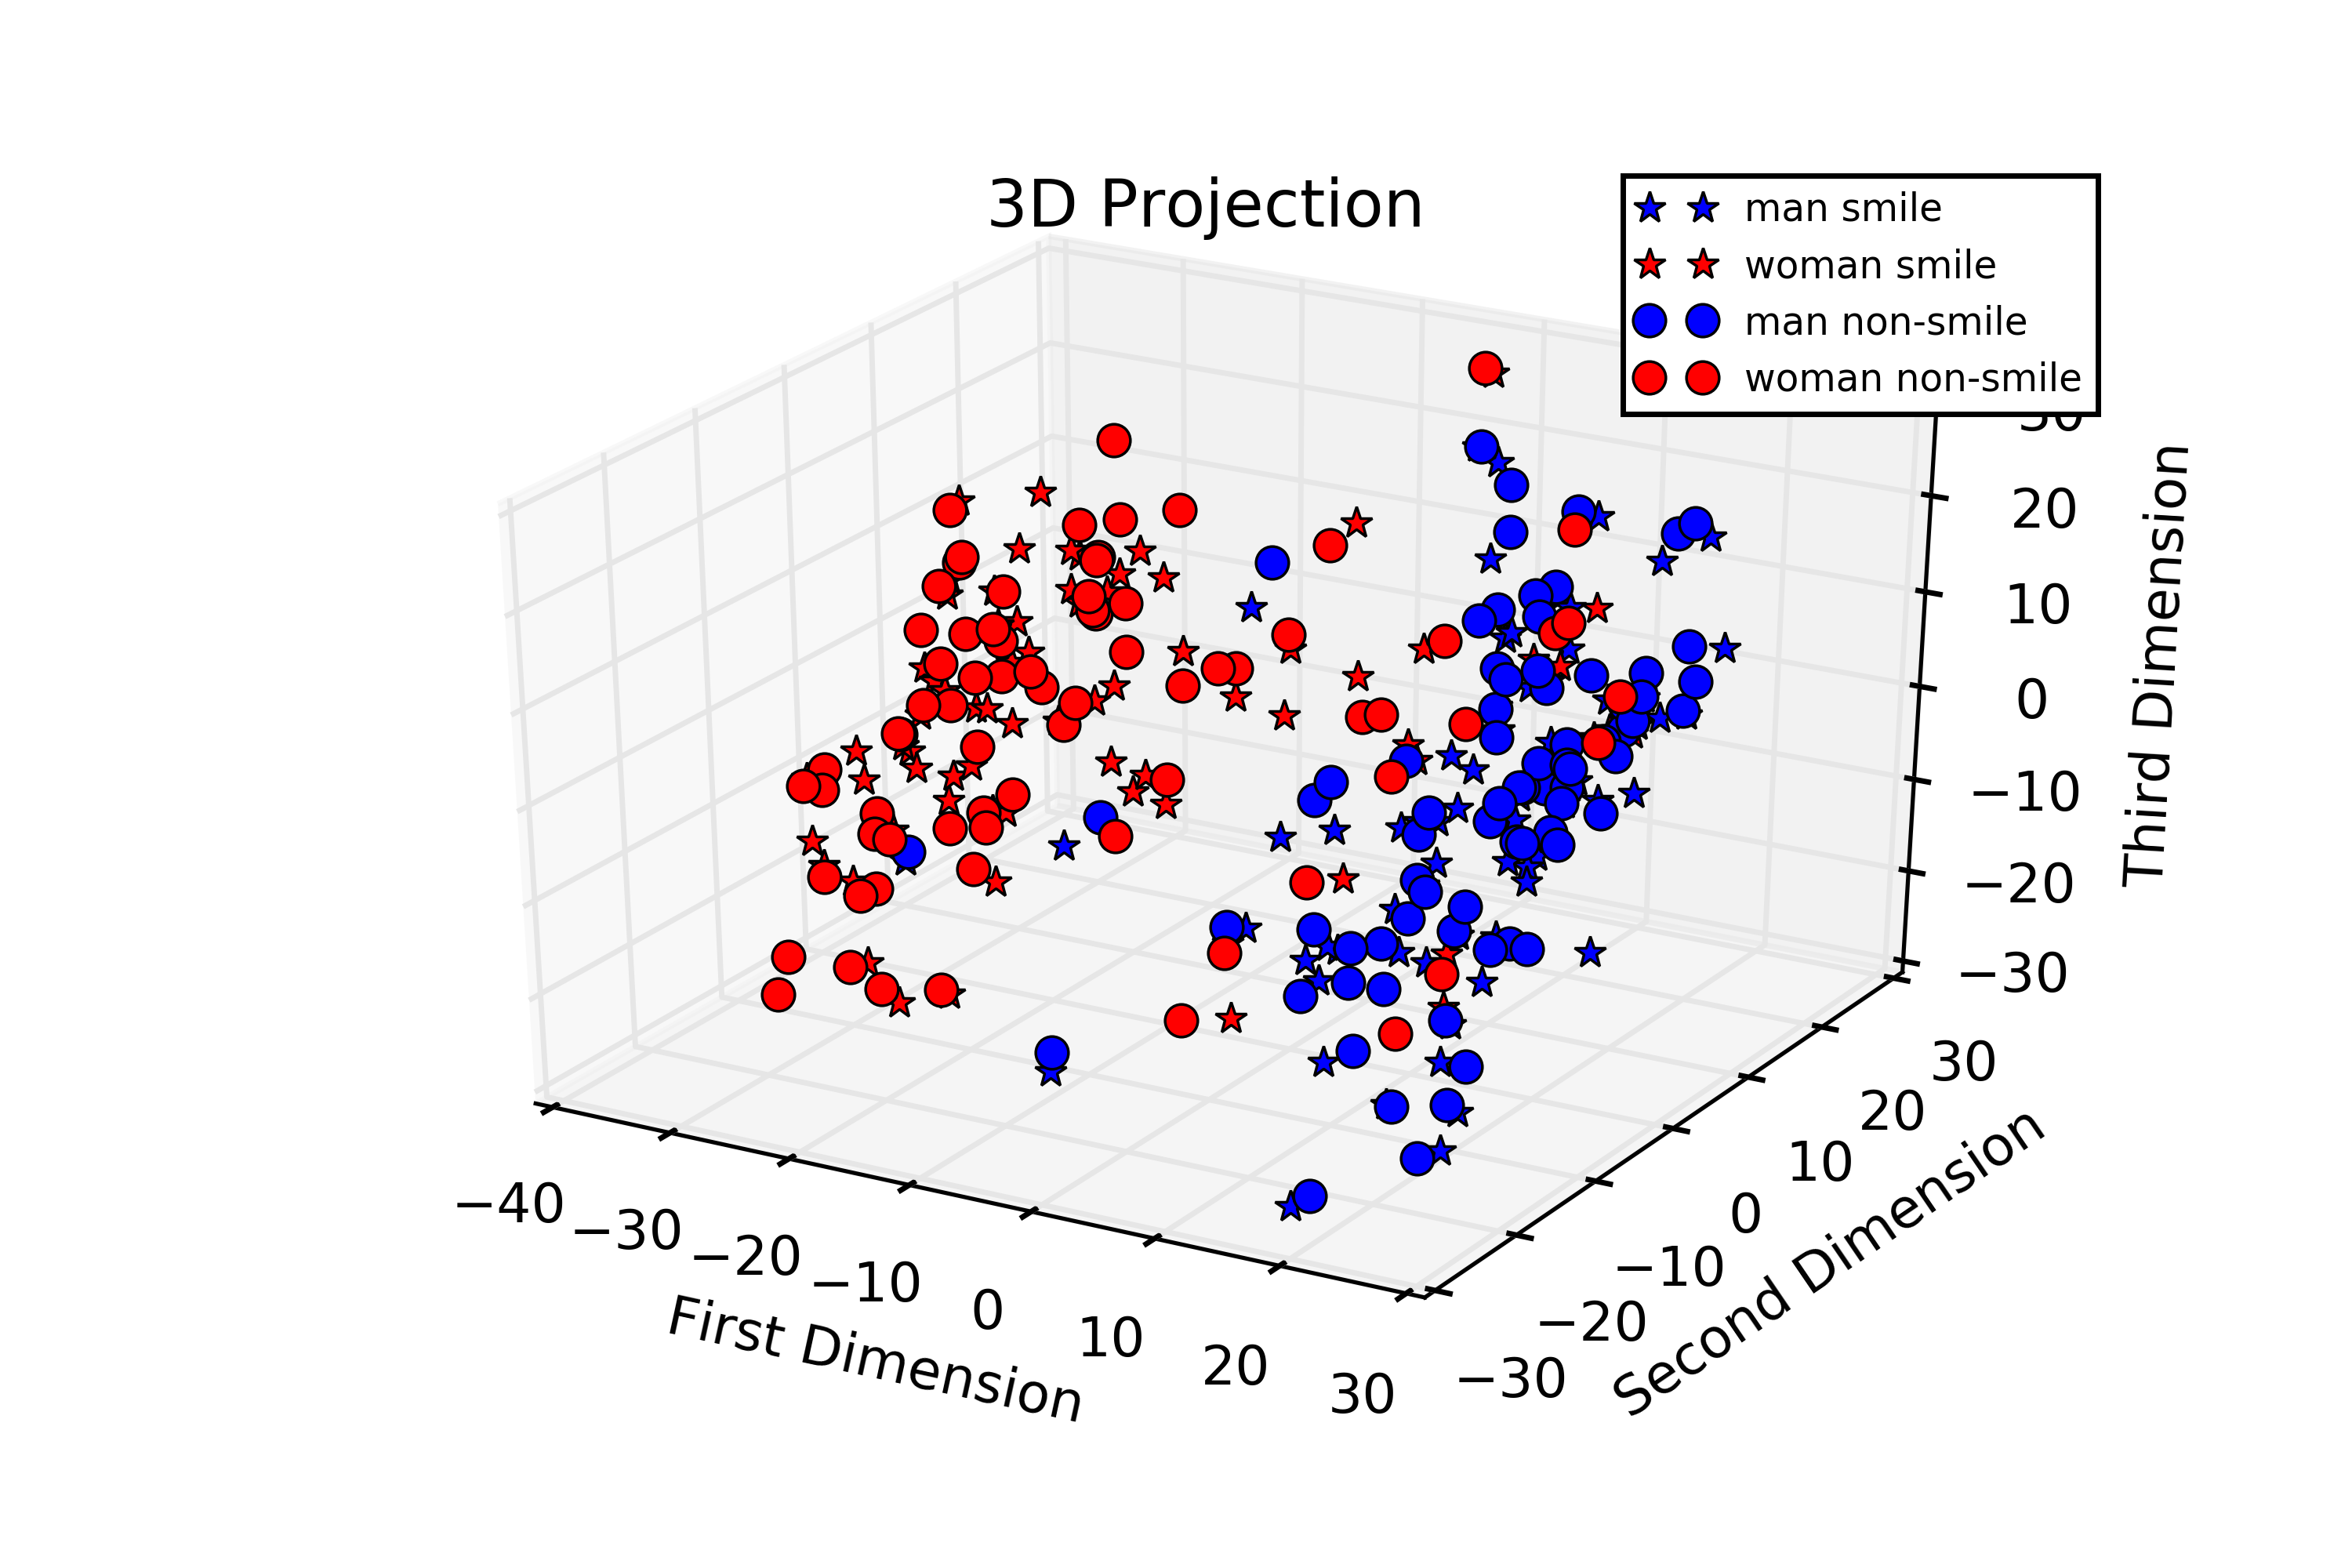 3D Projection
man smile
woman smile
man non-smile
woman non-smile
20
10
0
−10
−20
−30
Third Dimension
−40
−30
−20
−10
0
10
20
30
First Dimension
−30
−20
−10
0
10
20
30
Second Dimension